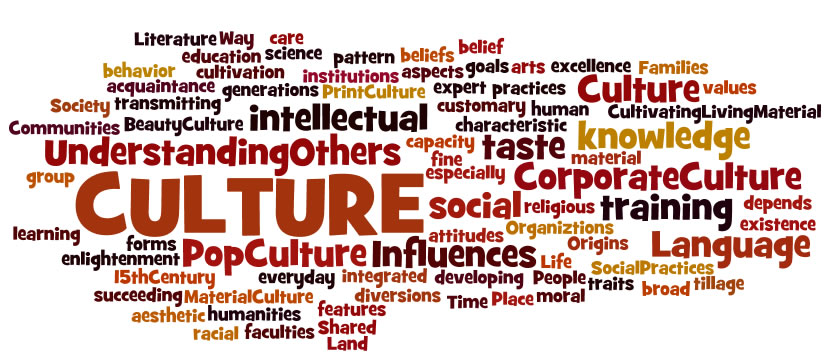 Literature Way care
education science pattern beliefs belief
behavior cultivation institutions aspects goals arts excellence Families
acquaintance generations PrintCulture expert practices Culture values
Society transmitting intellectual customary human CultivatingLivingMaterial
Communities BeautyCulture characteristic knowledge
UnderstandingOthers capacity taste material
group fine especially CorporateCulture
CULTURE social religious training depends
learning attitudes Organiztions existence
forms PopCulture Influences Origins Language
enlightenment Life SocialPractices
15thCentury everyday integrated developing People traits broad tillage
succeeding MaterialCulture diversions Time Place moral
aesthetic humanities features
racial faculties Shared
Land